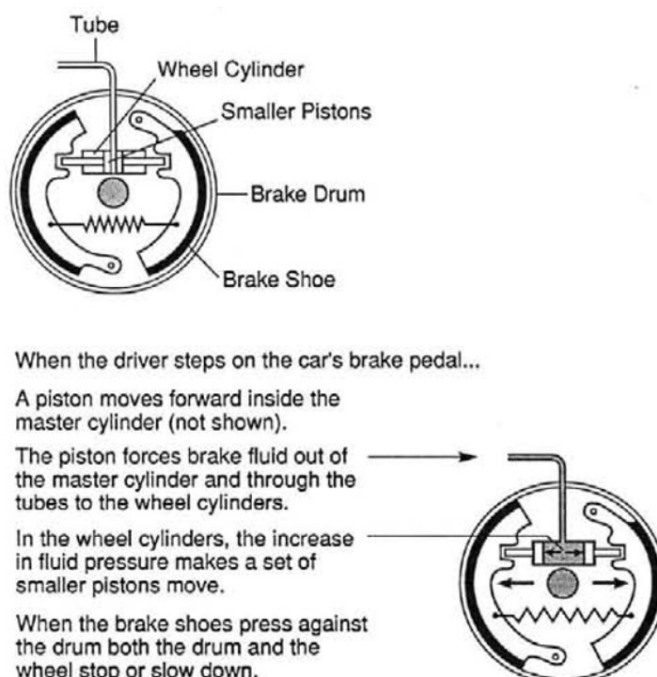 Tube
Wheel Cylinder
Smaller Pistons
Brake Drum
Brake Shoe
When the driver steps on the car's brake pedal...
A piston moves forward inside the
master cylinder (not shown).
The piston forces brake fluid out of
the master cylinder and through the
tubes to the wheel cylinders.
In the wheel cylinders, the increase
in fluid pressure makes a set of
smaller pistons move.
When the brake shoes press against
the drum both the drum and the
wheel stop or slow down.